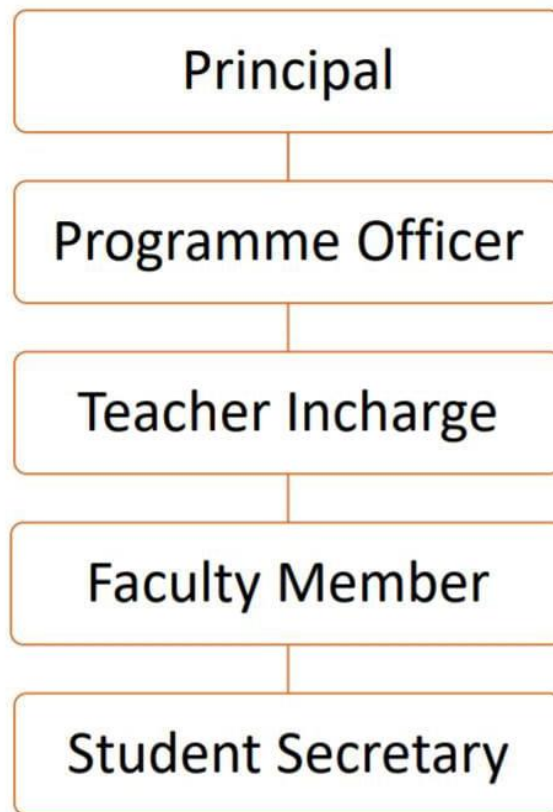 Principal
Programme Officer
Teacher Incharge
Faculty Member
Student Secretary